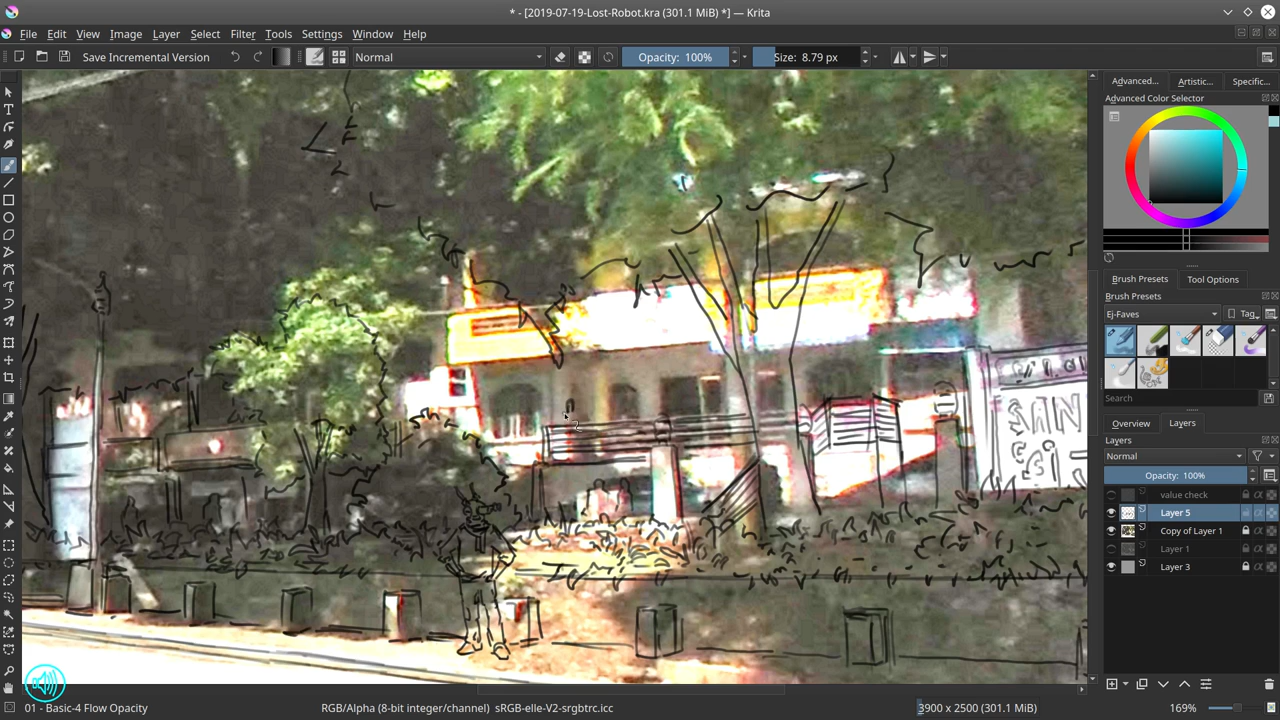 * - [2019-07-19-Lost-Robot.kra (301.1 MiB) *] — Krita
File Edit View Image Layer Select Filter Tools Settings Window Help
Save Incremental Version Normal Opacity: 100% Size: 8.79 px
Advanced... Artistic... Specific...
Advanced Color Selector
Brush Presets Tool Options
Brush Presets
Ej-Faves Tag
Search
Overview Layers
Layers
Normal
Opacity: 100%
value check
Layer 5
Copy of Layer 1
Layer 1
Layer 3
SAN
01 - Basic-4 Flow Opacity RGB/Alpha (8-bit integer/channel) sRGB-elle-V2-srgbtrc.icc 3900 x 2500 (301.1 MiB) 169%